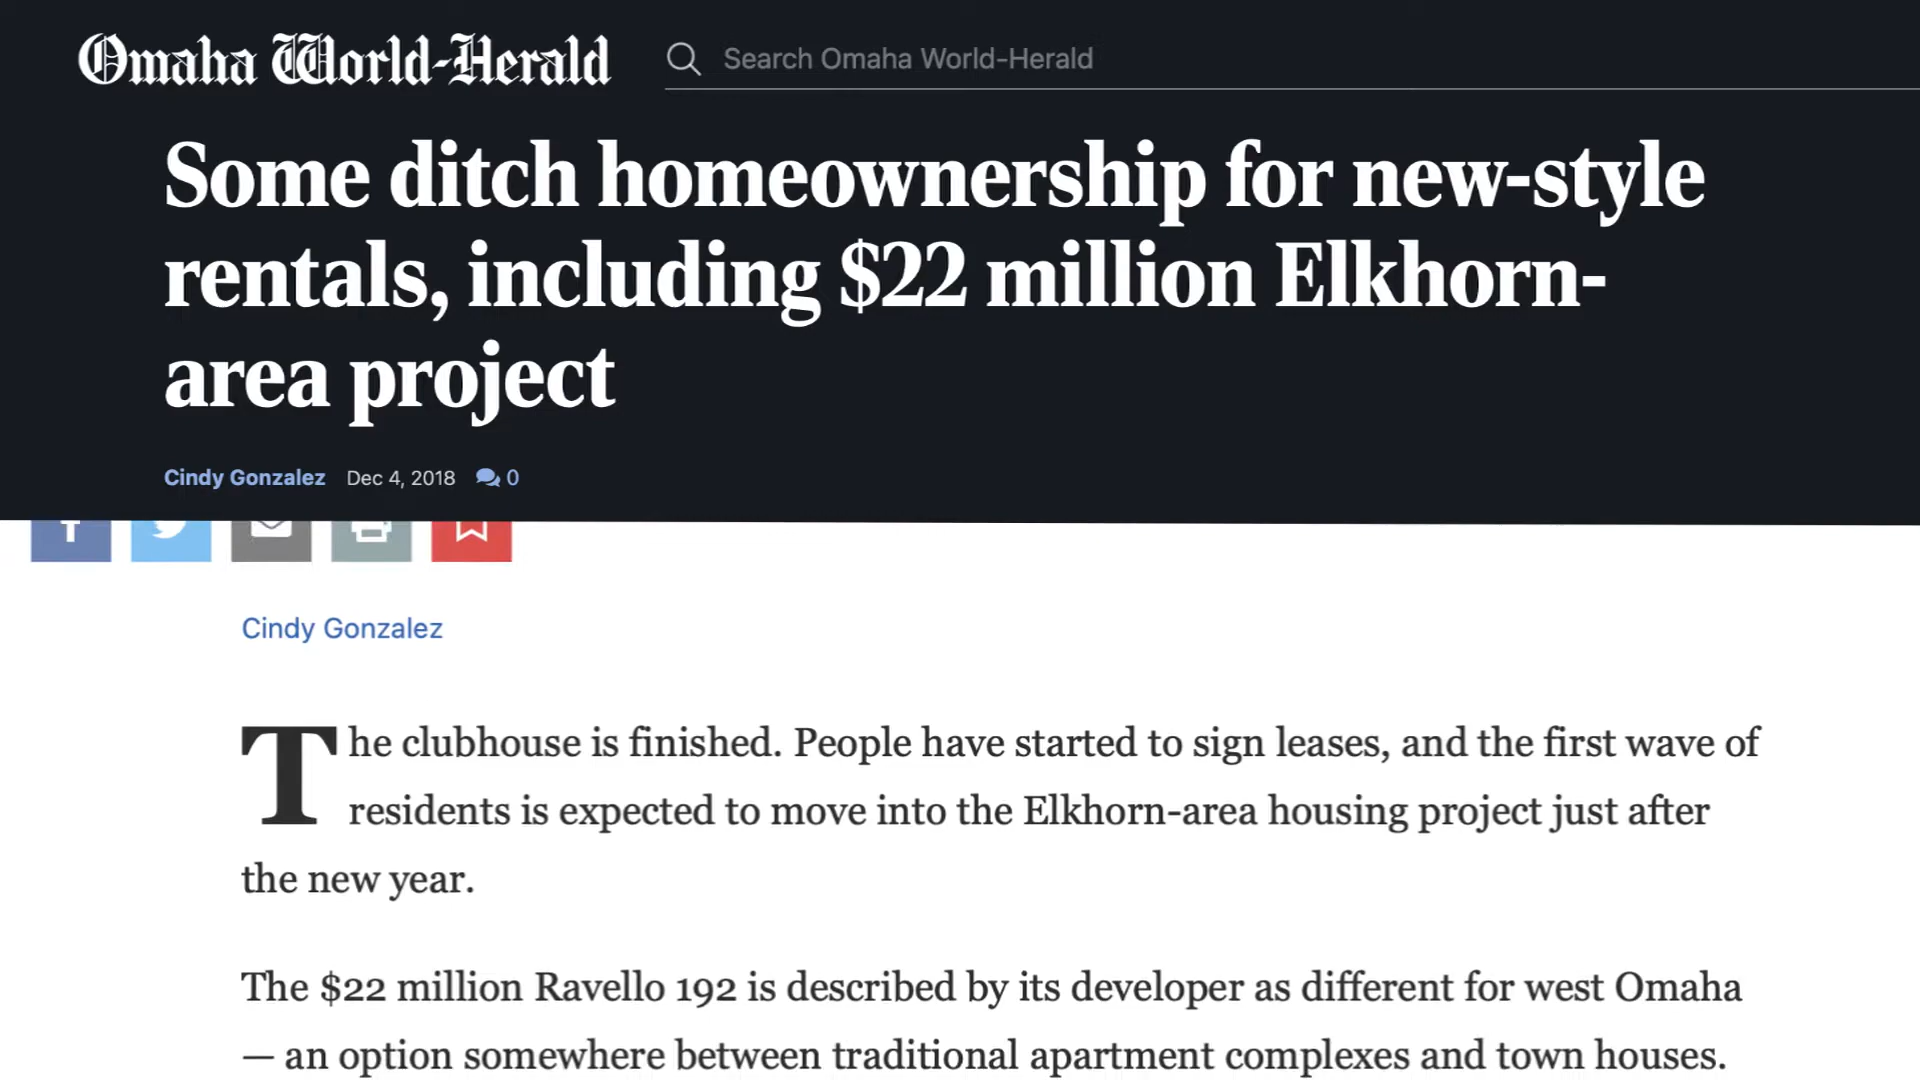 Omaha World-Herald
Search Omaha World-Herald
Some ditch homeownership for new-style
rentals, including $22 million Elkhorn-
area project
Cindy Gonzalez Dec 4, 2018 0
Cindy Gonzalez
The clubhouse is finished. People have started to sign leases, and the first wave of
residents is expected to move into the Elkhorn-area housing project just after
the new year.
The $22 million Ravello 192 is described by its developer as different for west Omaha
— an option somewhere between traditional apartment complexes and town houses.